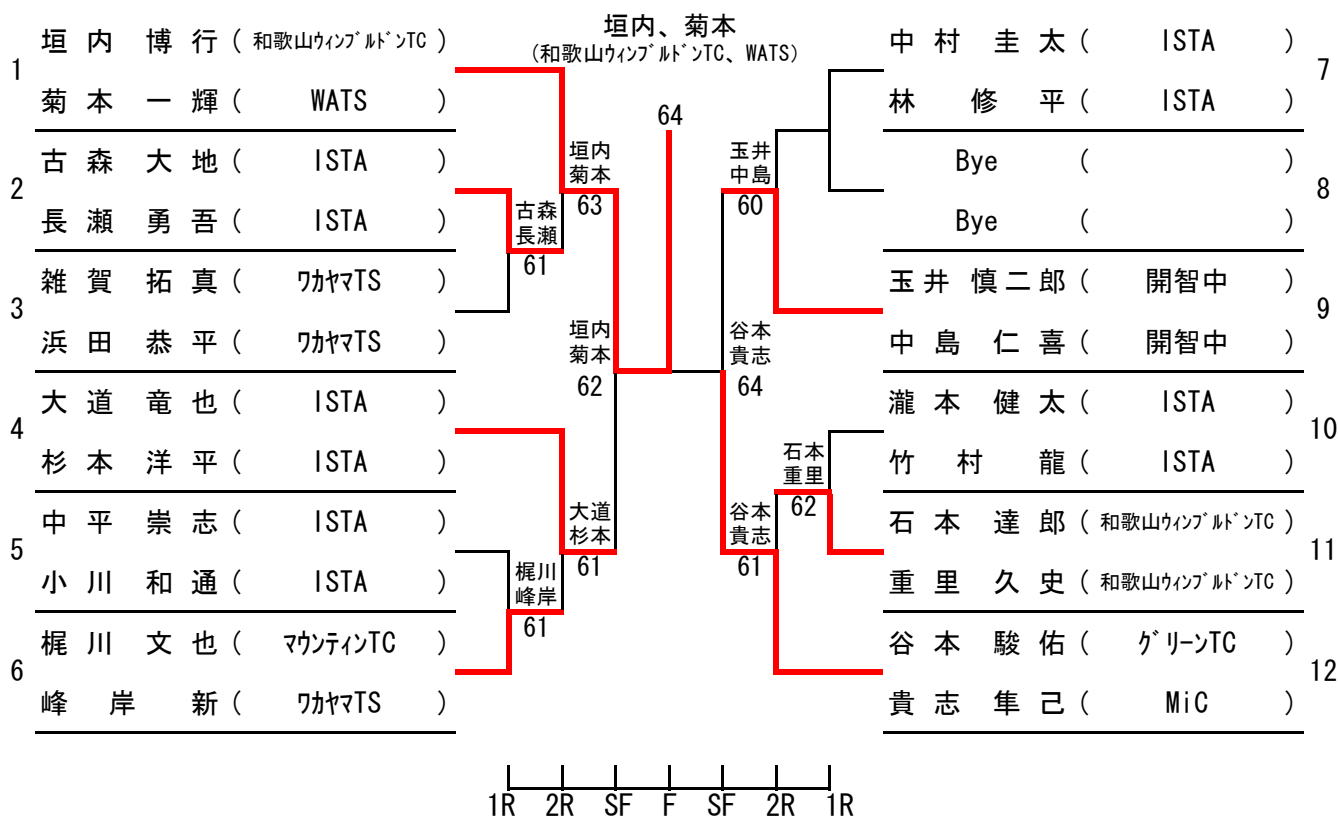 垣内、菊本
(和歌山ウィンブルドンTC、WATS)
64
1
垣内 博行 ( 和歌山ウィンブルドンTC )
菊本 一輝 ( WATS )
2
古森 大地 ( ISTA )
長瀬 勇吾 ( ISTA )
3
雑賀 拓真 ( ワカヤマTS )
浜田 恭平 ( ワカヤマTS )
4
大道 竜也 ( ISTA )
杉本 洋平 ( ISTA )
5
中平 崇志 ( ISTA )
小川 和通 ( ISTA )
6
梶川 文也 ( マウンティンTC )
峰岸 新 ( ワカヤマTS )
古森
長瀬
61
梶川
峰岸
61
垣内
菊本
63
大道
杉本
61
垣内
菊本
62
玉井
中島
60
谷本
貴志
64
谷本
貴志
61
石本
重里
62
中村 圭太 ( ISTA )
林 修平 ( ISTA )
7
Bye ( )
Bye ( )
8
玉井 慎二郎 ( 開智中 )
中島 仁喜 ( 開智中 )
9
瀧本 健太 ( ISTA )
竹村 龍 ( ISTA )
10
石本 達郎 ( 和歌山ウィンブルドンTC )
重里 久史 ( 和歌山ウィンブルドンTC )
11
谷本 駿佑 ( グリーンTC )
貴志 隼己 ( MiC )
12
1R 2R SF F SF 2R 1R